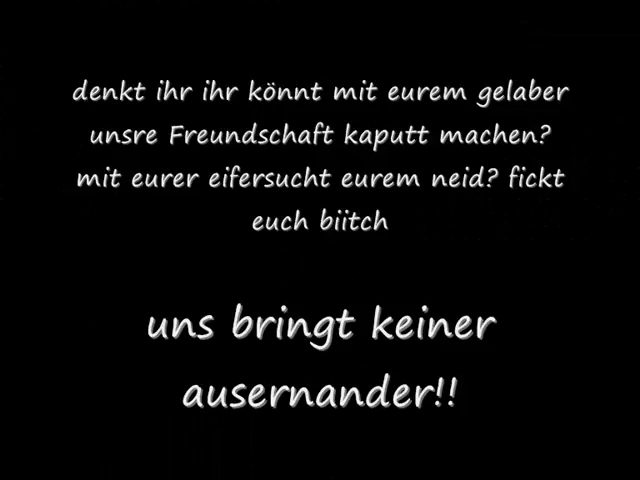 denkt ihr ihr könnt mit eurem gelaber
unsre Freundschaft kaputt machen?
mit eurer eifersucht eurem neid? fickt
euch biitch
uns bringt keiner
ausernander!!